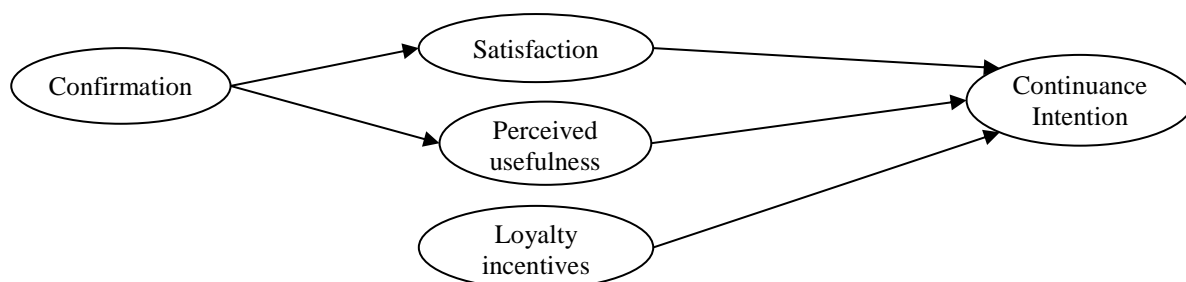 Confirmation
Satisfaction
Perceived
usefulness
Loyalty
incentives
Continuance
Intention